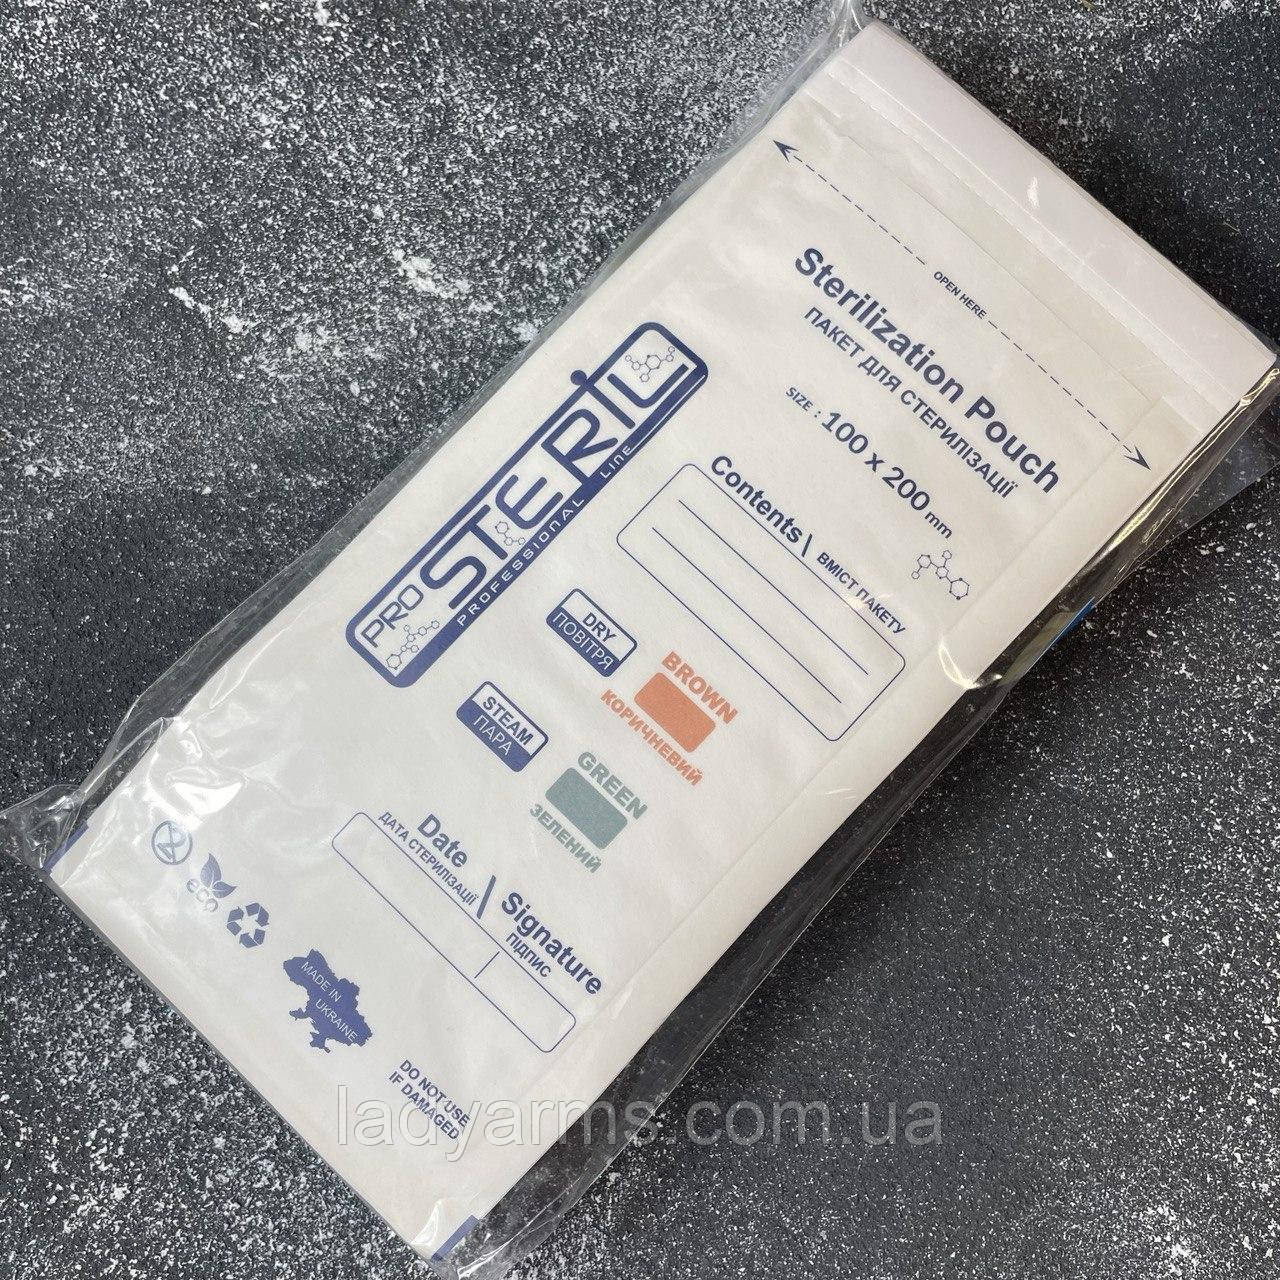 OPEN HERE
Sterilization Pouch
ПАКЕТ ДЛЯ СТЕРИЛІЗАЦІЇ
SIZE : 100 x 200 mm
Contents \ ВМІСТ ПАКЕТУ
PRO STERIL
PROFESSIONAL LINE
DRY
ПОВІТРЯ
BROWN
КОРИЧНЕВИЙ
STEAM
ПАРА
GREEN
ЗЕЛЕНИЙ
Date \ Signature
ДАТА СТЕРИЛІЗАЦІЇ
ПІДПИС
2
eco
MADE IN
UKRAINE
DO NOT USE
IF DAMAGED
ladyarms.com.ua